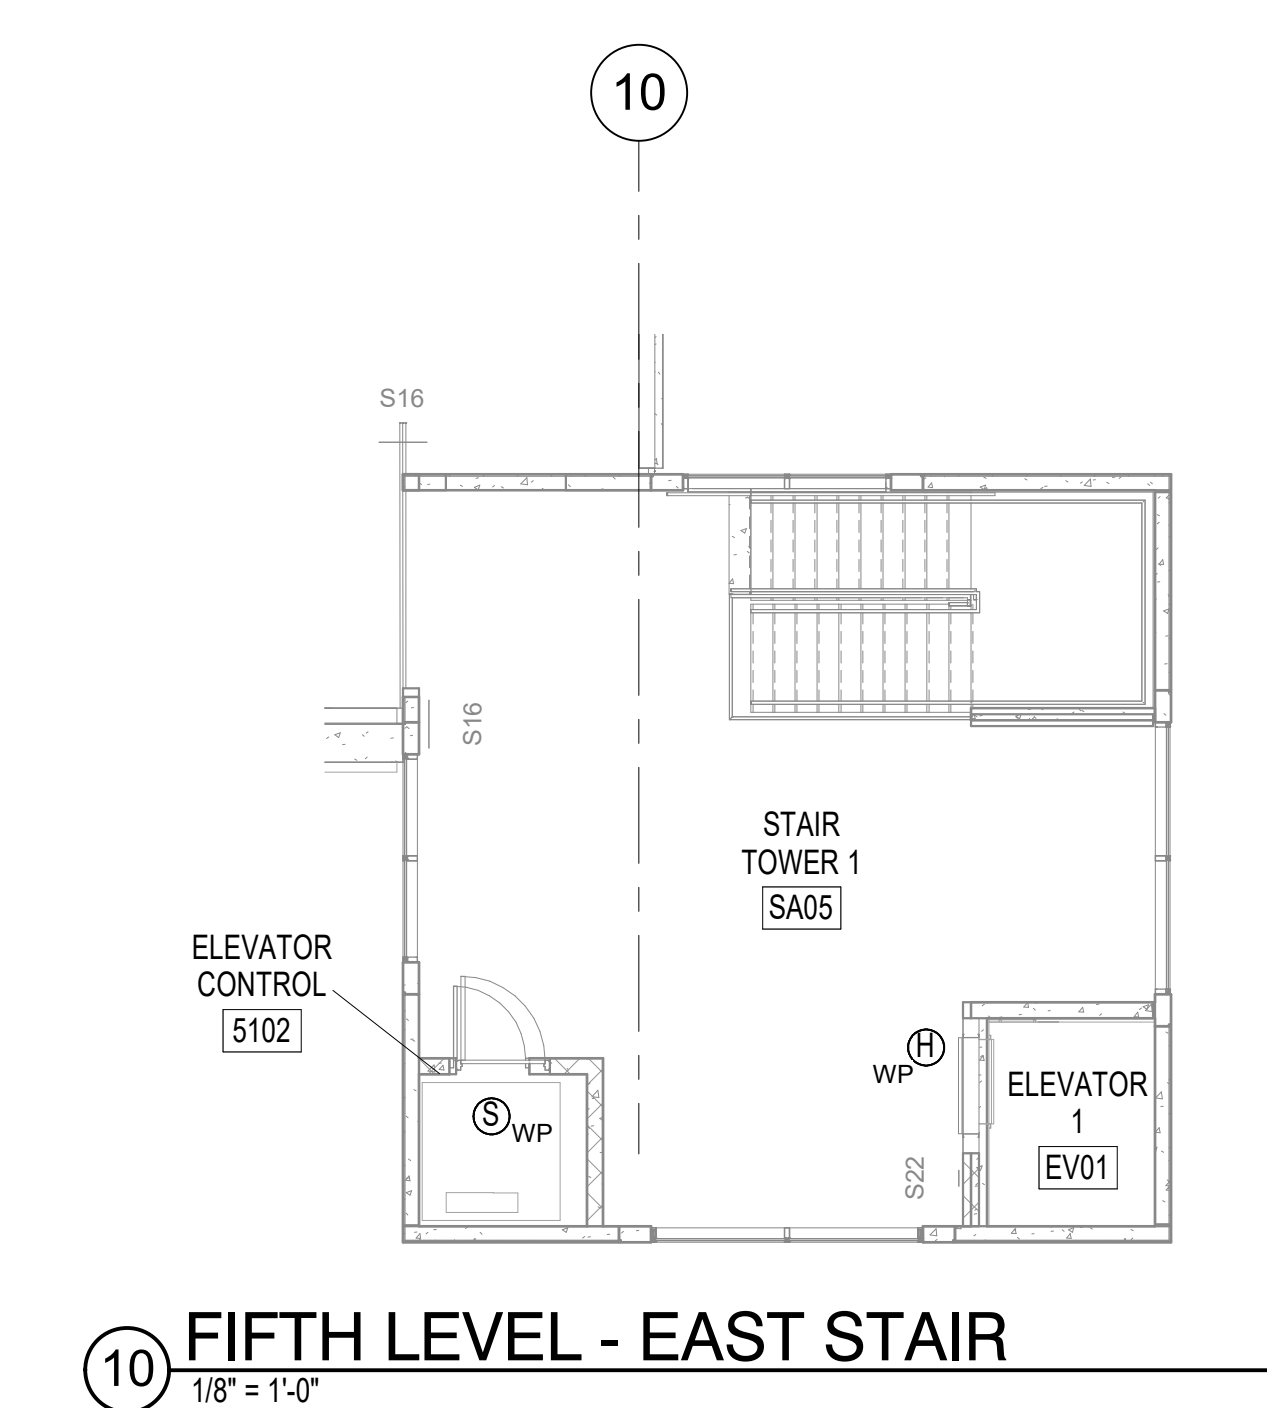 10
S16
S16
STAIR
TOWER 1
SA05
ELEVATOR
CONTROL
5102
H
WP
ELEVATOR
1
EV01
S
WP
S22
10
FIFTH LEVEL - EAST STAIR
1/8" = 1'-0"